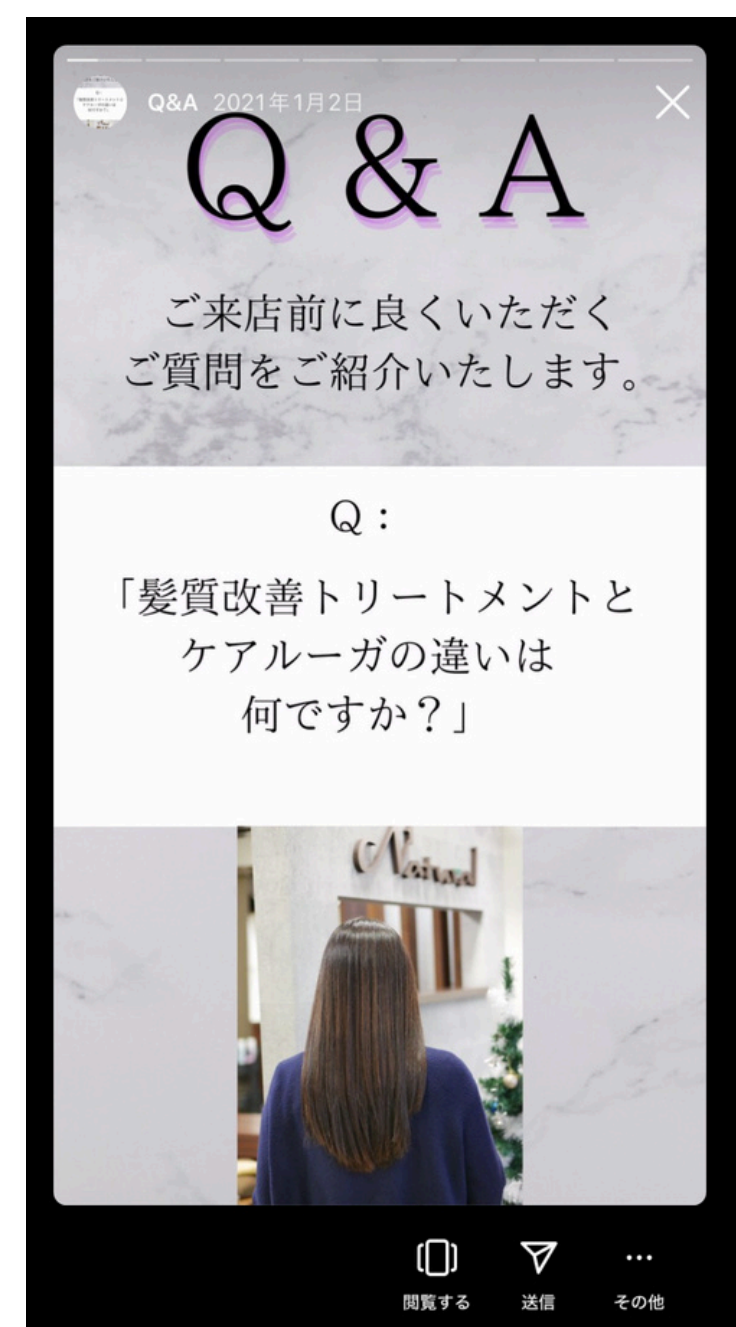 Q&A 2021年1月2日
Q & A
ご来店前に良くいただく
ご質問をご紹介いたします。
Q：
「髪質改善トリートメントと
ケアルーガの違いは
何ですか？」
Natural
閲覧する
送信
その他